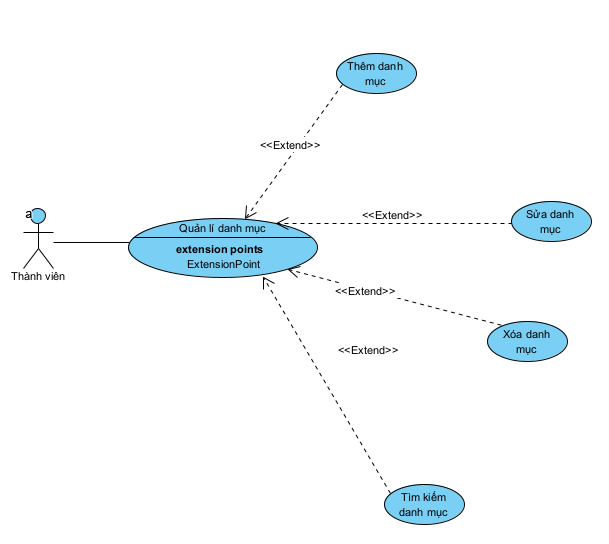 Thêm danh
mục
<<Extend>>
a
Sửa danh
mục
<<Extend>>
Quản lí danh mục
extension points
ExtensionPoint
Thành viên
<<Extend>>
Xóa danh
mục
<<Extend>>
Tìm kiếm
danh mục